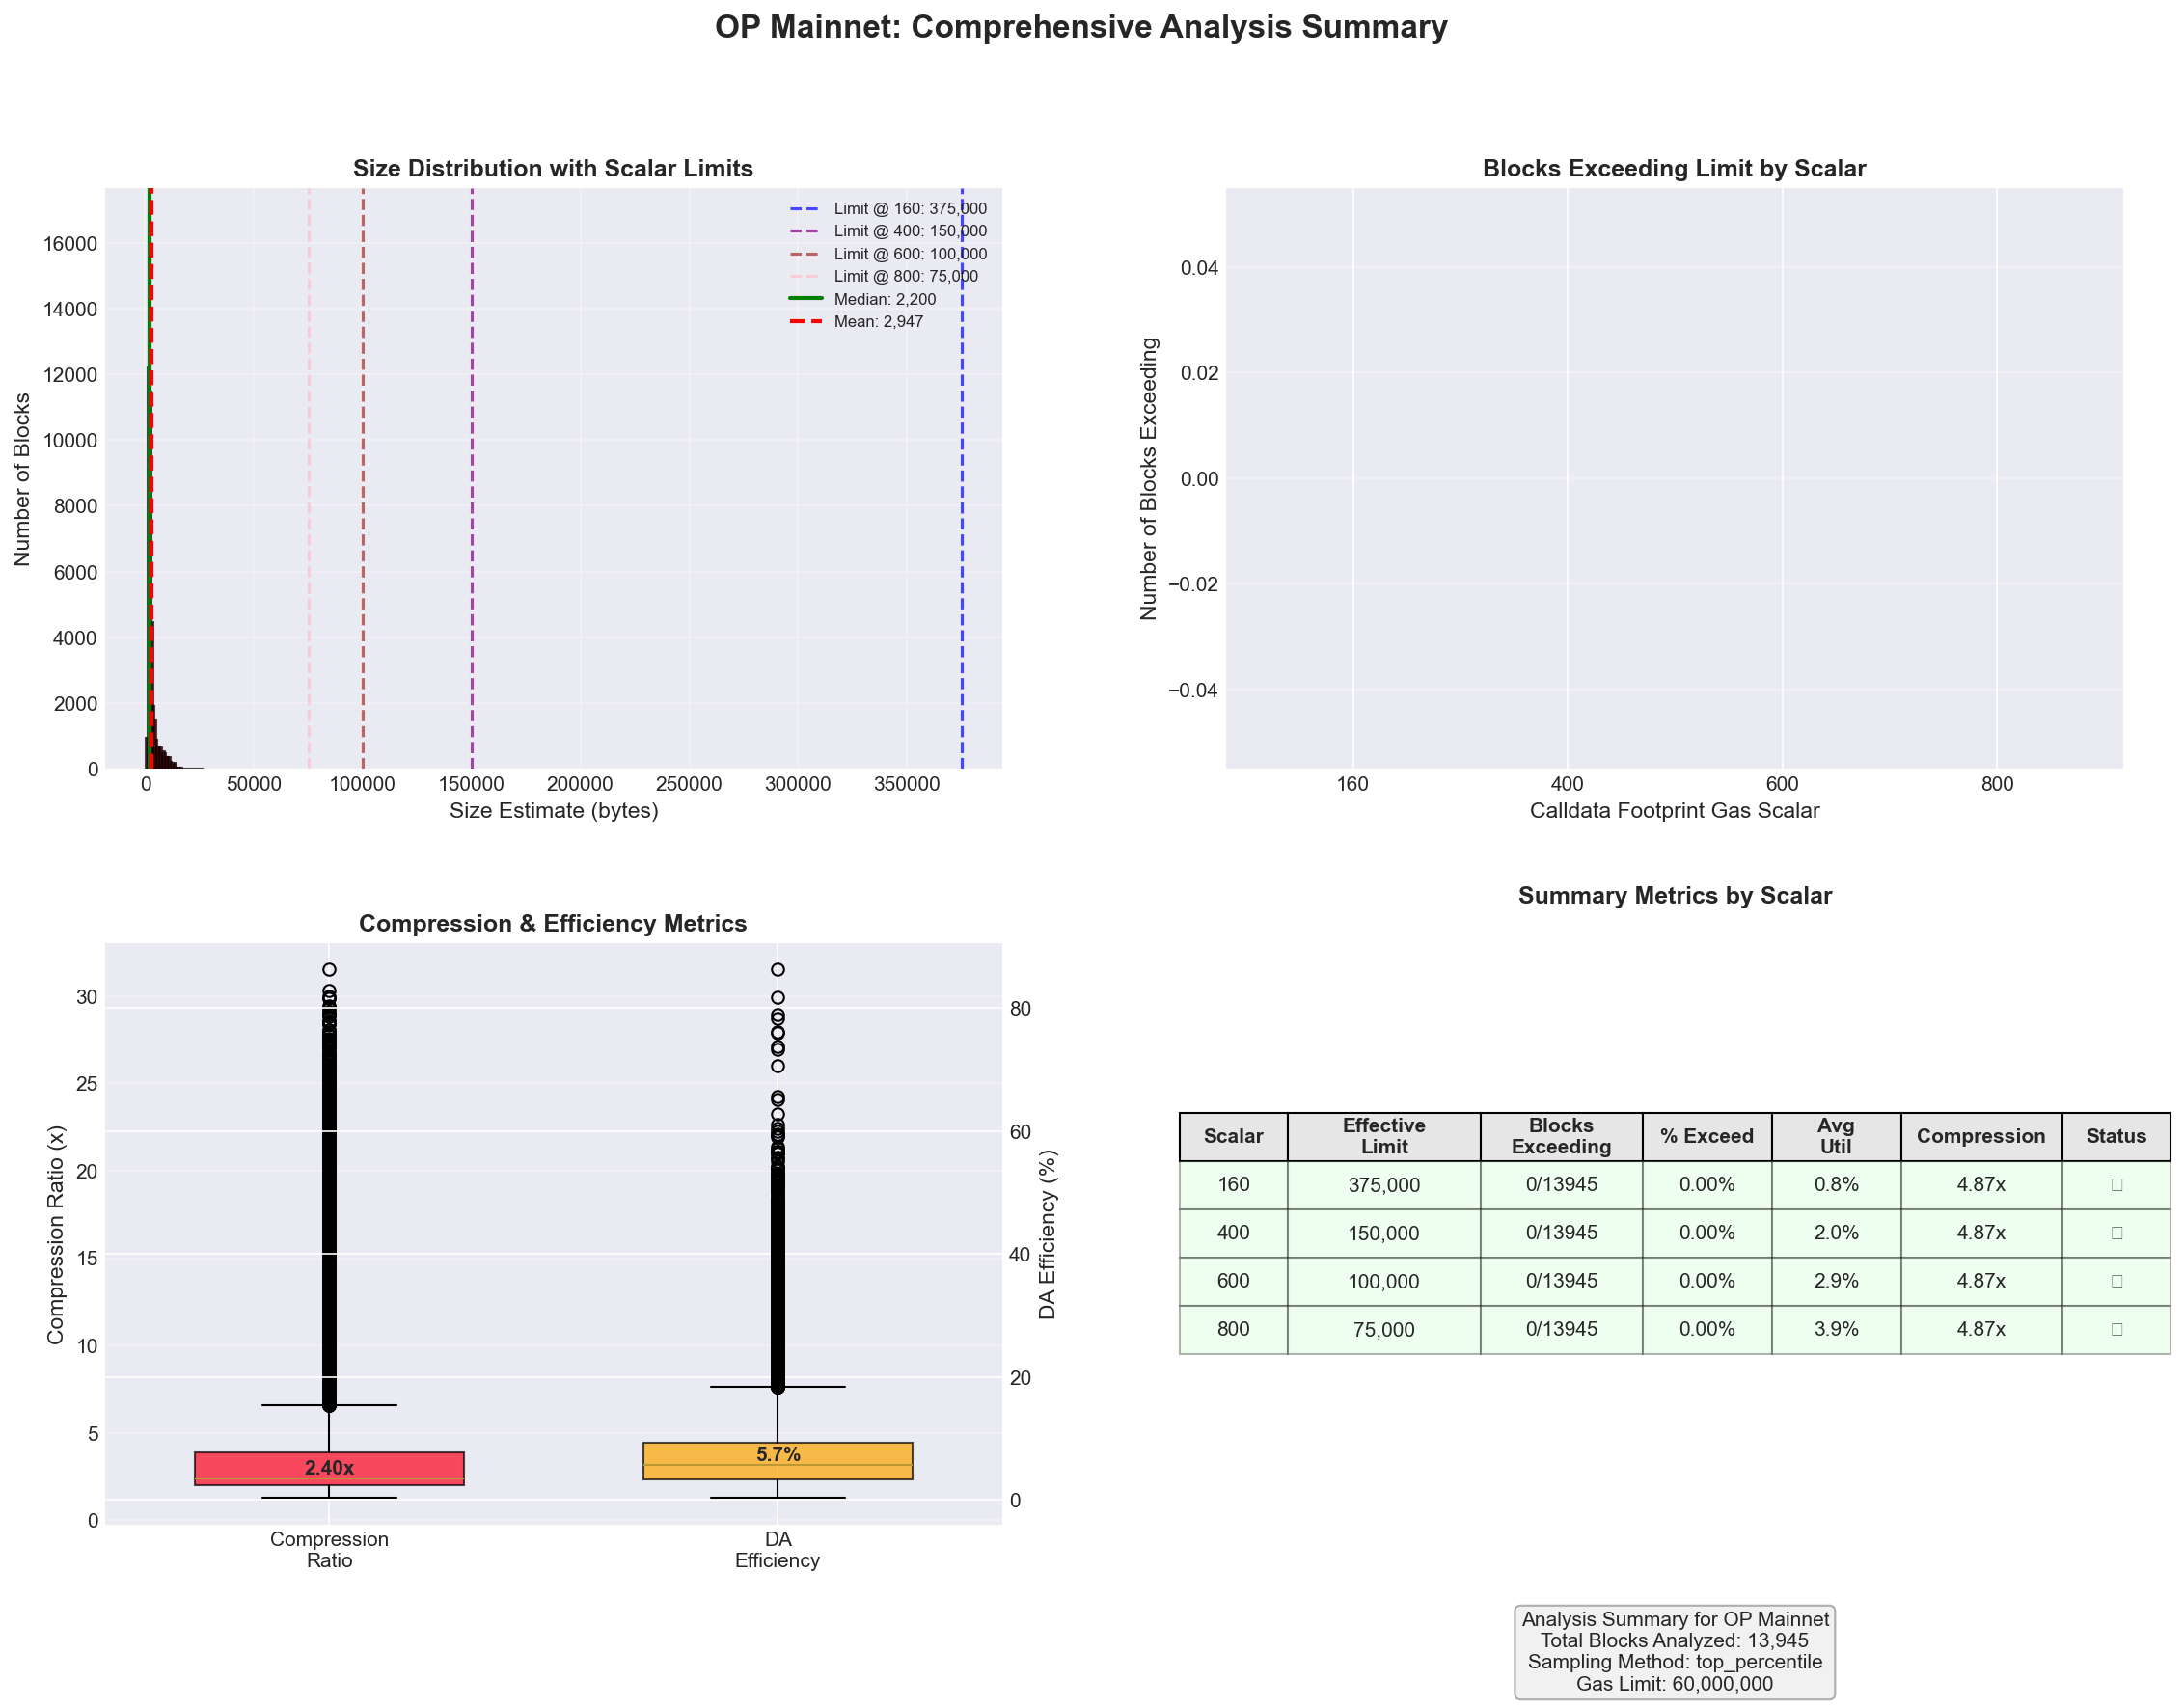 OP Mainnet: Comprehensive Analysis Summary
Size Distribution with Scalar Limits
Number of Blocks
16000
14000
12000
10000
8000
6000
4000
2000
0
0 50000 100000 150000 200000 250000 300000 350000
Size Estimate (bytes)
Limit @ 160: 375,000
Limit @ 400: 150,000
Limit @ 600: 100,000
Limit @ 800: 75,000
Median: 2,200
Mean: 2,947
Blocks Exceeding Limit by Scalar
Number of Blocks Exceeding
0.04
0.02
0.00
−0.02
−0.04
160 400 600 800
Calldata Footprint Gas Scalar
Compression & Efficiency Metrics
Compression Ratio (x)
30
25
20
15
10
5
0
2.40x
5.7%
80
60
40
20
0
DA Efficiency (%)
Compression
Ratio
DA
Efficiency
Summary Metrics by Scalar
Scalar Effective Limit Blocks Exceeding % Exceed Avg Util Compression Status
160 375,000 0/13945 0.00% 0.8% 4.87x
400 150,000 0/13945 0.00% 2.0% 4.87x
600 100,000 0/13945 0.00% 2.9% 4.87x
800 75,000 0/13945 0.00% 3.9% 4.87x
Analysis Summary for OP Mainnet
Total Blocks Analyzed: 13,945
Sampling Method: top_percentile
Gas Limit: 60,000,000